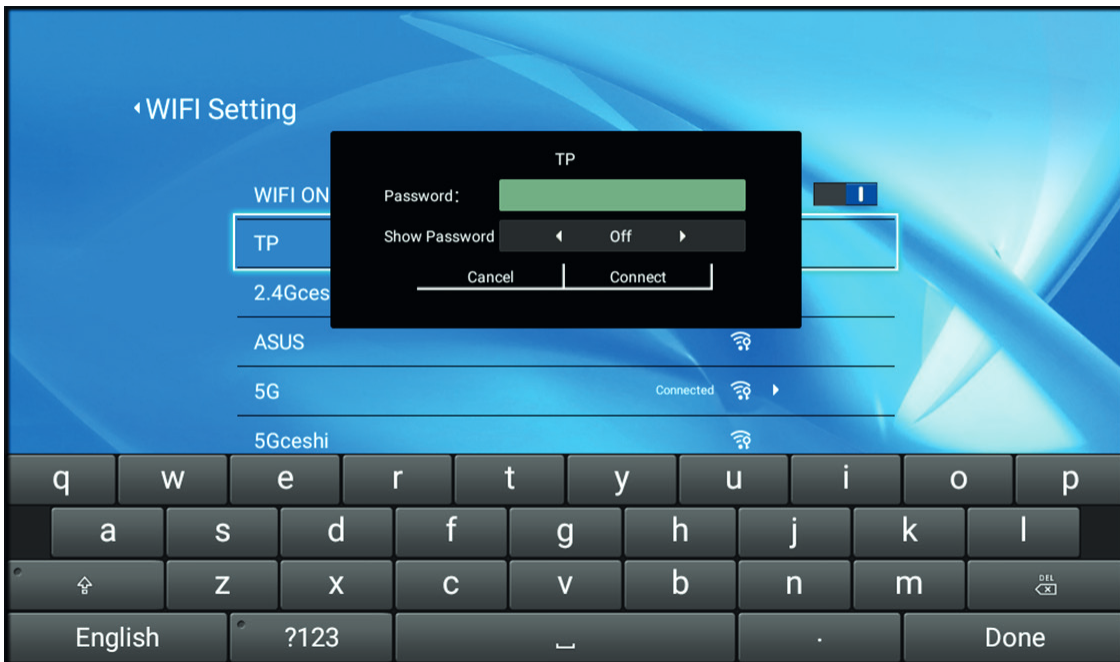 WIFI Setting
TP
WIFI ON
Password:
TP
Show Password Off
2.4Gces
Cancel Connect
ASUS
5G Connected
5Gceshi
q w e r t y u i o p
a s d f g h j k l
z x c v b n m DEL
English ?123 . Done